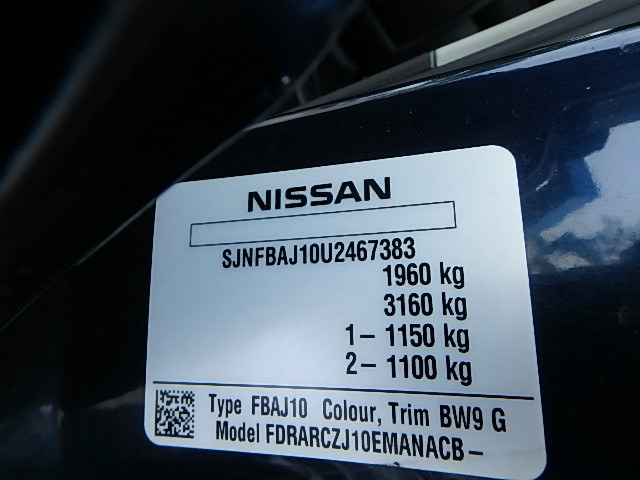 NISSAN
SJNFBAJ10U2467383
1960 kg
3160 kg
1- 1150 kg
2- 1100 kg
Type FBAJ10 Colour, Trim BW9 G
Model FDRARCZJ10EMANACB-